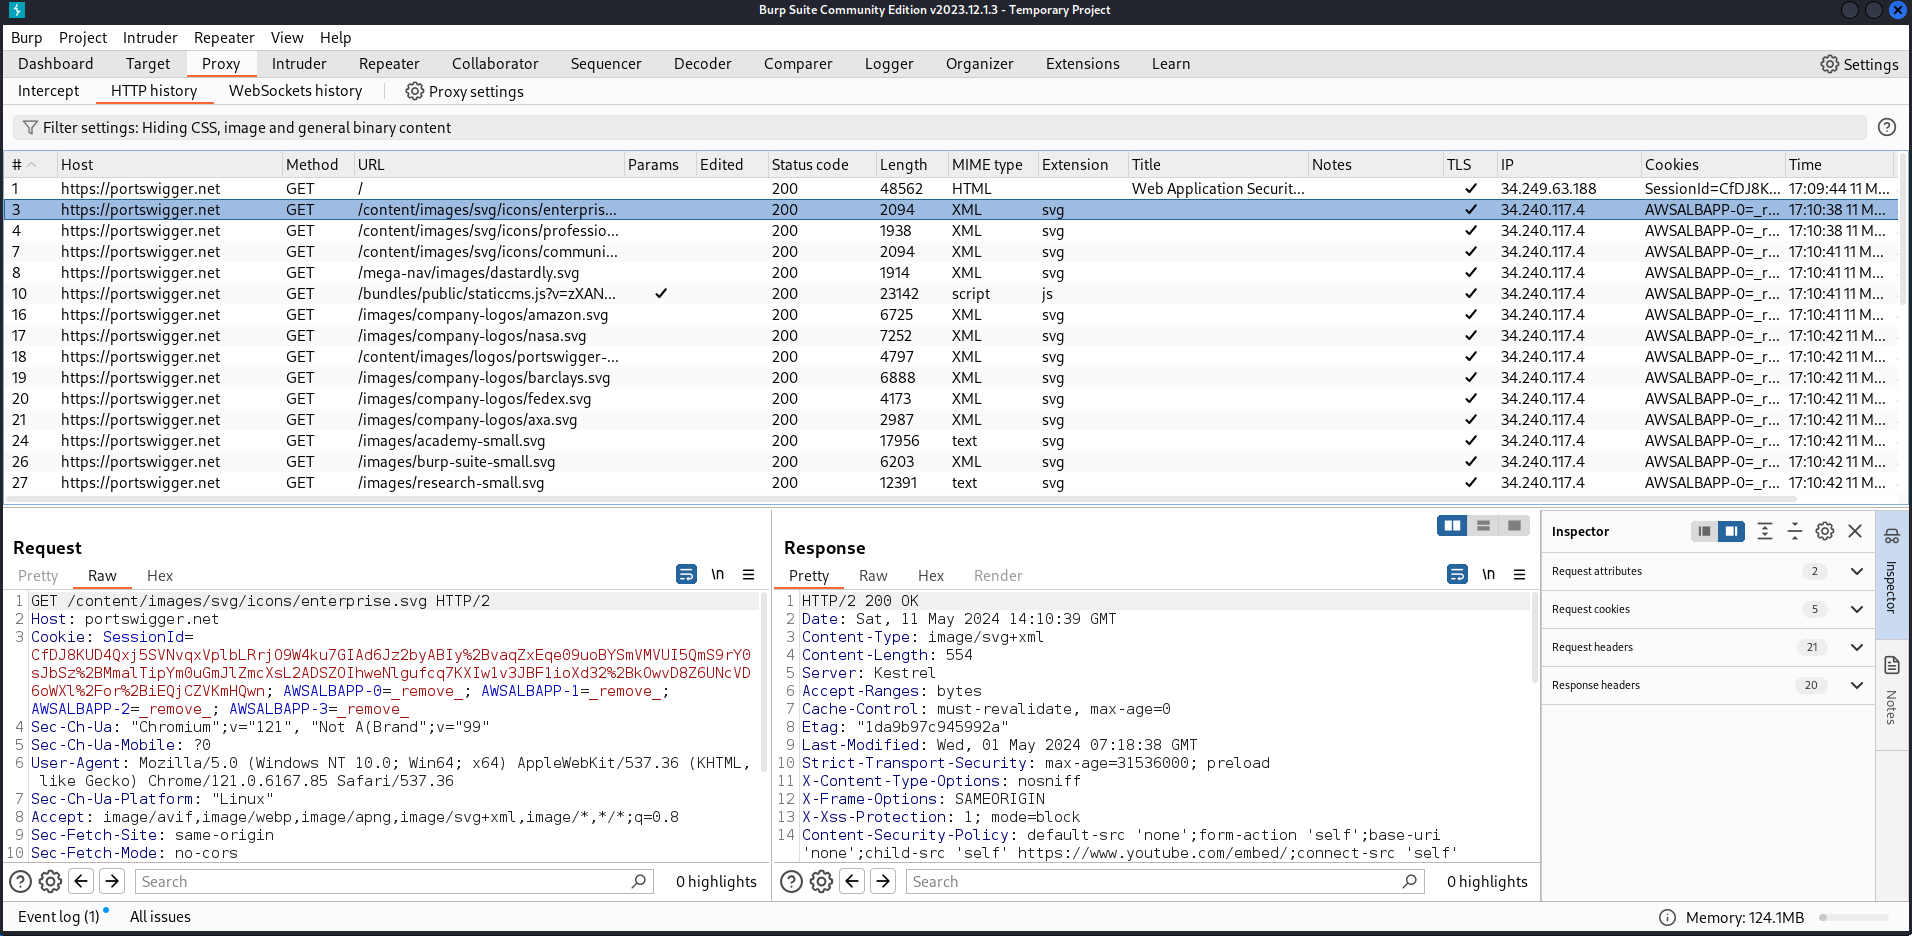 Burp Suite Community Edition v2023.12.1.3 - Temporary Project
Burp Project Intruder Repeater View Help
Dashboard Target Proxy Intruder Repeater Collaborator Sequencer Decoder Comparer Logger Organizer Extensions Learn Settings
Intercept HTTP history WebSockets history Proxy settings
Filter settings: Hiding CSS, image and general binary content
# Host Method URL Params Edited Status code Length MIME type Extension Title Notes TLS IP Cookies Time
1 https://portswigger.net GET / 200 48562 HTML Web Application Securit... ✓ 34.249.63.188 SessionId=CfDJ8K... 17:09:44 11 M...
3 https://portswigger.net GET /content/images/svg/icons/enterpris... 200 2094 XML svg ✓ 34.240.117.4 AWSALBAPP-0=_r... 17:10:38 11 M...
4 https://portswigger.net GET /content/images/svg/icons/professio... 200 1938 XML svg ✓ 34.240.117.4 AWSALBAPP-0=_r... 17:10:38 11 M...
7 https://portswigger.net GET /content/images/svg/icons/communi... 200 2094 XML svg ✓ 34.240.117.4 AWSALBAPP-0=_r... 17:10:41 11 M...
8 https://portswigger.net GET /mega-nav/images/dastardly.svg 200 1914 XML svg ✓ 34.240.117.4 AWSALBAPP-0=_r... 17:10:41 11 M...
10 https://portswigger.net GET /bundles/public/staticcms.js?v=zXAN... ✓ 200 23142 script js ✓ 34.240.117.4 AWSALBAPP-0=_r... 17:10:41 11 M...
16 https://portswigger.net GET /images/company-logos/amazon.svg 200 6725 XML svg ✓ 34.240.117.4 AWSALBAPP-0=_r... 17:10:41 11 M...
17 https://portswigger.net GET /images/company-logos/nasa.svg 200 7252 XML svg ✓ 34.240.117.4 AWSALBAPP-0=_r... 17:10:42 11 M...
18 https://portswigger.net GET /content/images/logos/portswigger-... 200 4797 XML svg ✓ 34.240.117.4 AWSALBAPP-0=_r... 17:10:42 11 M...
19 https://portswigger.net GET /images/company-logos/barclays.svg 200 6888 XML svg ✓ 34.240.117.4 AWSALBAPP-0=_r... 17:10:42 11 M...
20 https://portswigger.net GET /images/company-logos/fedex.svg 200 4173 XML svg ✓ 34.240.117.4 AWSALBAPP-0=_r... 17:10:42 11 M...
21 https://portswigger.net GET /images/company-logos/axa.svg 200 2987 XML svg ✓ 34.240.117.4 AWSALBAPP-0=_r... 17:10:42 11 M...
24 https://portswigger.net GET /images/academy-small.svg 200 17956 text svg ✓ 34.240.117.4 AWSALBAPP-0=_r... 17:10:42 11 M...
26 https://portswigger.net GET /images/burp-suite-small.svg 200 6203 XML svg ✓ 34.240.117.4 AWSALBAPP-0=_r... 17:10:42 11 M...
27 https://portswigger.net GET /images/research-small.svg 200 12391 text svg ✓ 34.240.117.4 AWSALBAPP-0=_r... 17:10:42 11 M...
Request
Pretty Raw Hex \n
1 GET /content/images/svg/icons/enterprise.svg HTTP/2
2 Host: portswigger.net
3 Cookie: SessionId=
CfDJ8KUD4Qxj5SVNvqxVplbLRrjO9W4ku7GIAd6Jz2byABIy%2BvaqZxEqe09uoBYSmVMVUI5QmS9rY0
sJbSz%2BMmalTipYm0uGmJlZmcXsL2ADSZOIhweNlgufcq7KXIw1v3JBF1ioXd32%2BkOwvD8Z6UNcVD
6oWXl%2For%2BiEQjCZVKmHQwn; AWSALBAPP-0=_remove_; AWSALBAPP-1=_remove_;
AWSALBAPP-2=_remove_; AWSALBAPP-3=_remove_
4 Sec-Ch-Ua: "Chromium";v="121", "Not A(Brand";v="99"
5 Sec-Ch-Ua-Mobile: ?0
6 User-Agent: Mozilla/5.0 (Windows NT 10.0; Win64; x64) AppleWebKit/537.36 (KHTML,
like Gecko) Chrome/121.0.6167.85 Safari/537.36
7 Sec-Ch-Ua-Platform: "Linux"
8 Accept: image/avif,image/webp,image/apng,image/svg+xml,image/*,*/*;q=0.8
9 Sec-Fetch-Site: same-origin
10 Sec-Fetch-Mode: no-cors
Search 0 highlights
Response
Pretty Raw Hex Render \n
1 HTTP/2 200 OK
2 Date: Sat, 11 May 2024 14:10:39 GMT
3 Content-Type: image/svg+xml
4 Content-Length: 554
5 Server: Kestrel
6 Accept-Ranges: bytes
7 Cache-Control: must-revalidate, max-age=0
8 Etag: "1da9b97c945992a"
9 Last-Modified: Wed, 01 May 2024 07:18:38 GMT
10 Strict-Transport-Security: max-age=31536000; preload
11 X-Content-Type-Options: nosniff
12 X-Frame-Options: SAMEORIGIN
13 X-Xss-Protection: 1; mode=block
14 Content-Security-Policy: default-src 'none';form-action 'self';base-uri
'none';child-src 'self' https://www.youtube.com/embed/;connect-src 'self'
Search 0 highlights
Inspector
Request attributes 2
Request cookies 5
Request headers 21
Response headers 20
Inspector
Notes
Event log (1) All issues Memory: 124.1MB